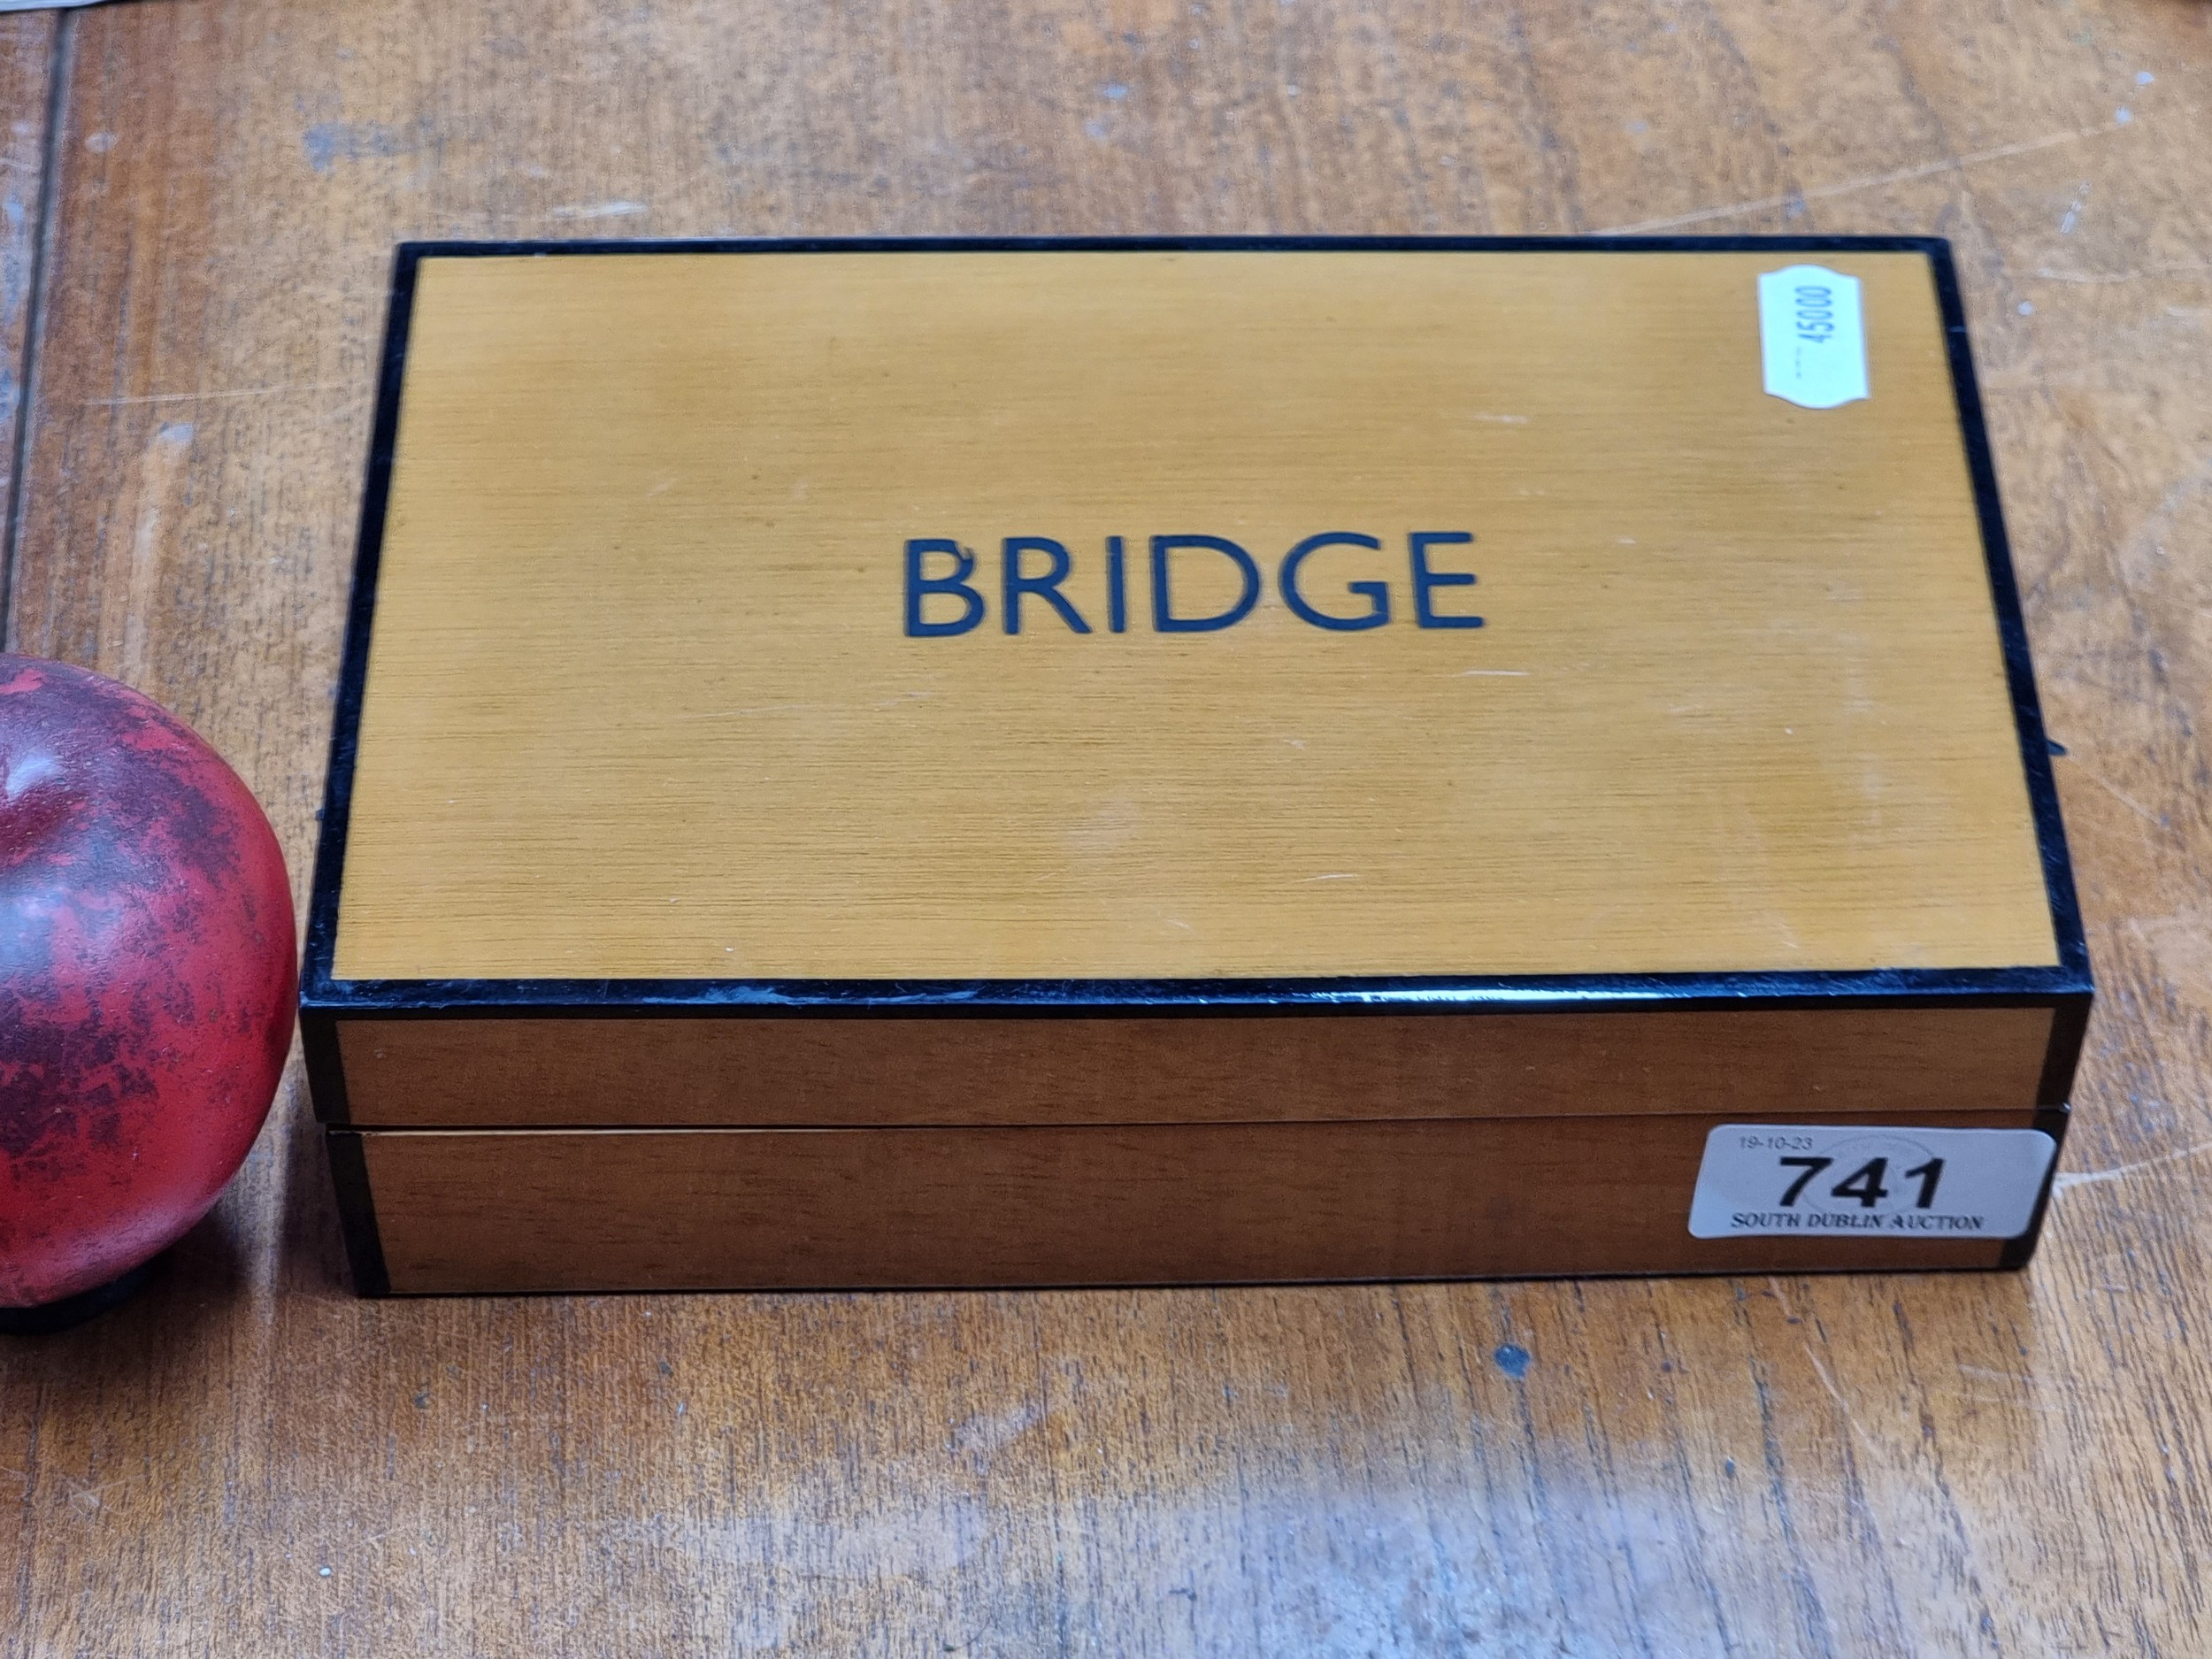 45000
BRIDGE
19-10-23
741
SOUTH DUBLIN AUCTION